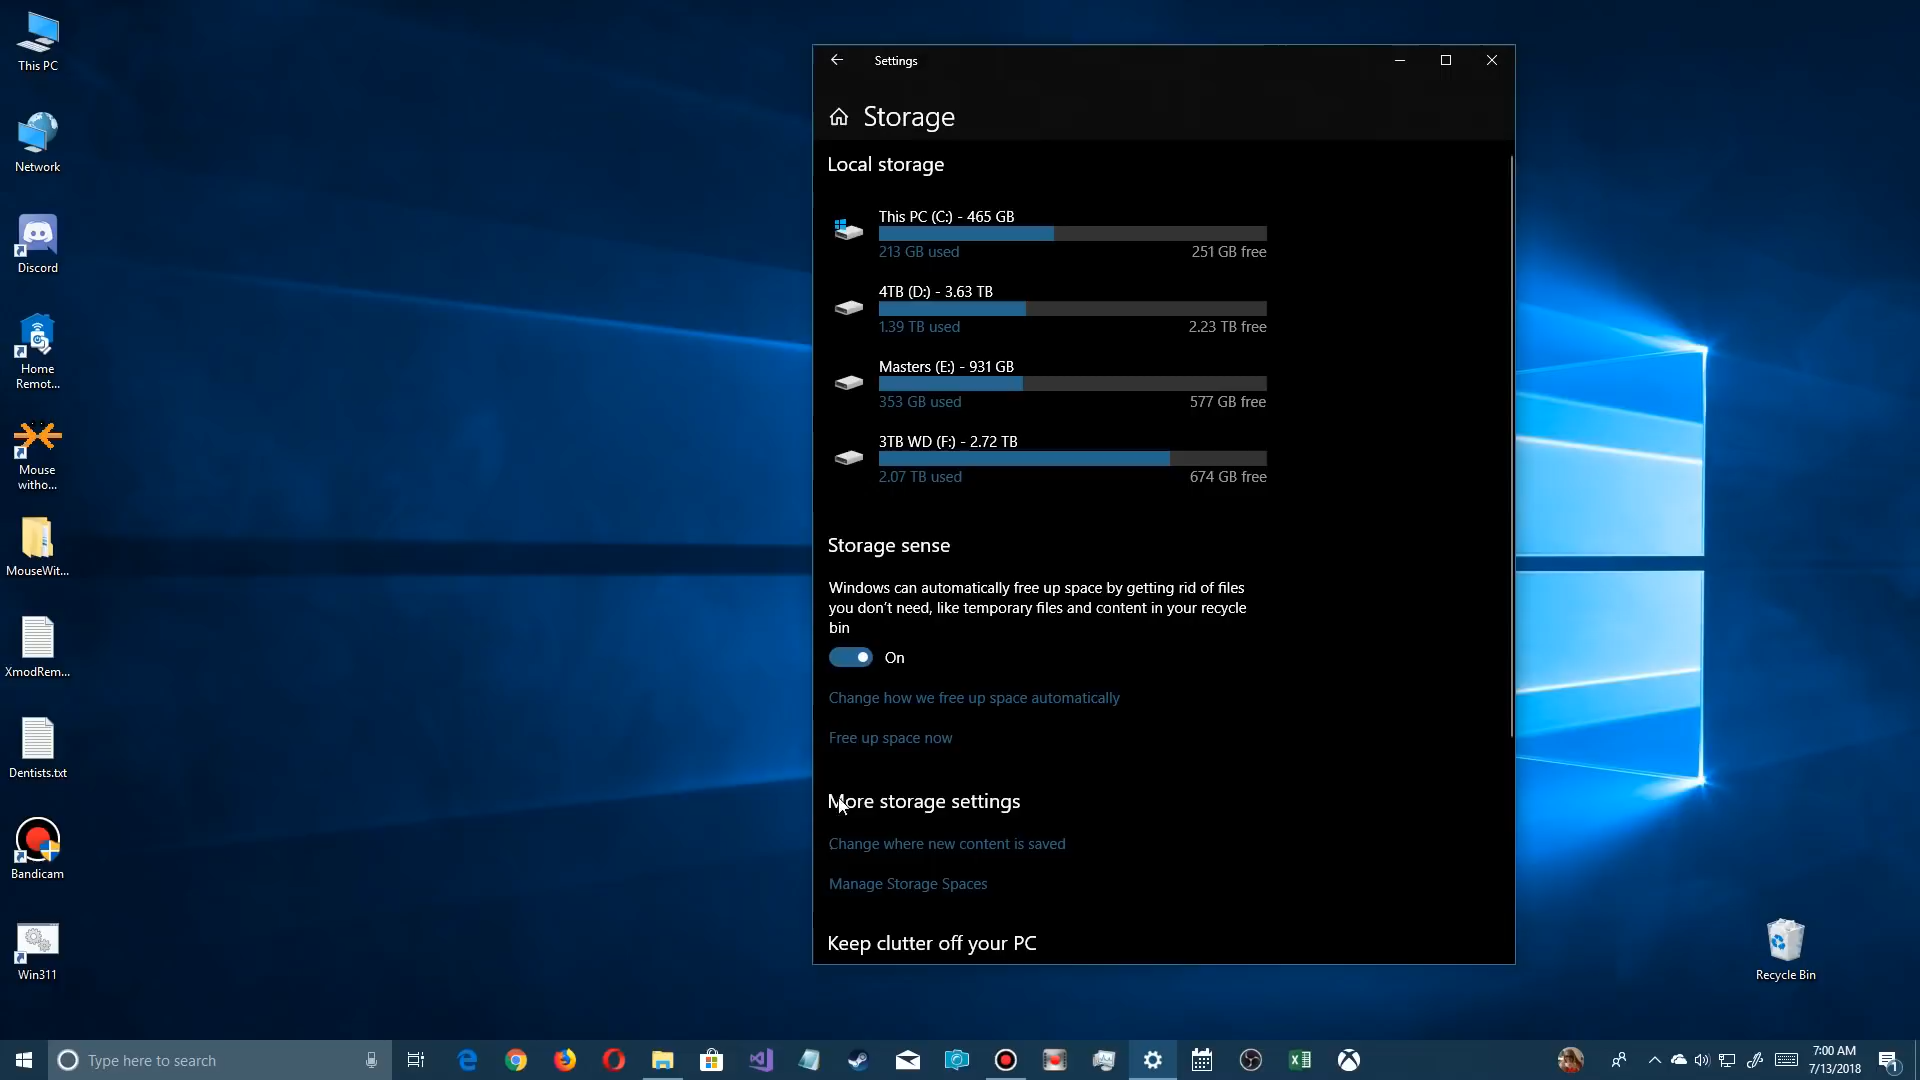 This PC
Network
Discord
Home
Remot...
Mouse
witho...
MouseWit...
XmodRem...
Dentists.txt
Bandicam
Win311
Settings
Storage
Local storage
This PC (C:) - 465 GB
213 GB used 251 GB free
4TB (D:) - 3.63 TB
1.39 TB used 2.23 TB free
Masters (E:) - 931 GB
353 GB used 577 GB free
3TB WD (F:) - 2.72 TB
2.07 TB used 674 GB free
Storage sense
Windows can automatically free up space by getting rid of files
you don't need, like temporary files and content in your recycle
bin
On
Change how we free up space automatically
Free up space now
More storage settings
Change where new content is saved
Manage Storage Spaces
Keep clutter off your PC
Recycle Bin
Type here to search
7:00 AM
7/13/2018
1